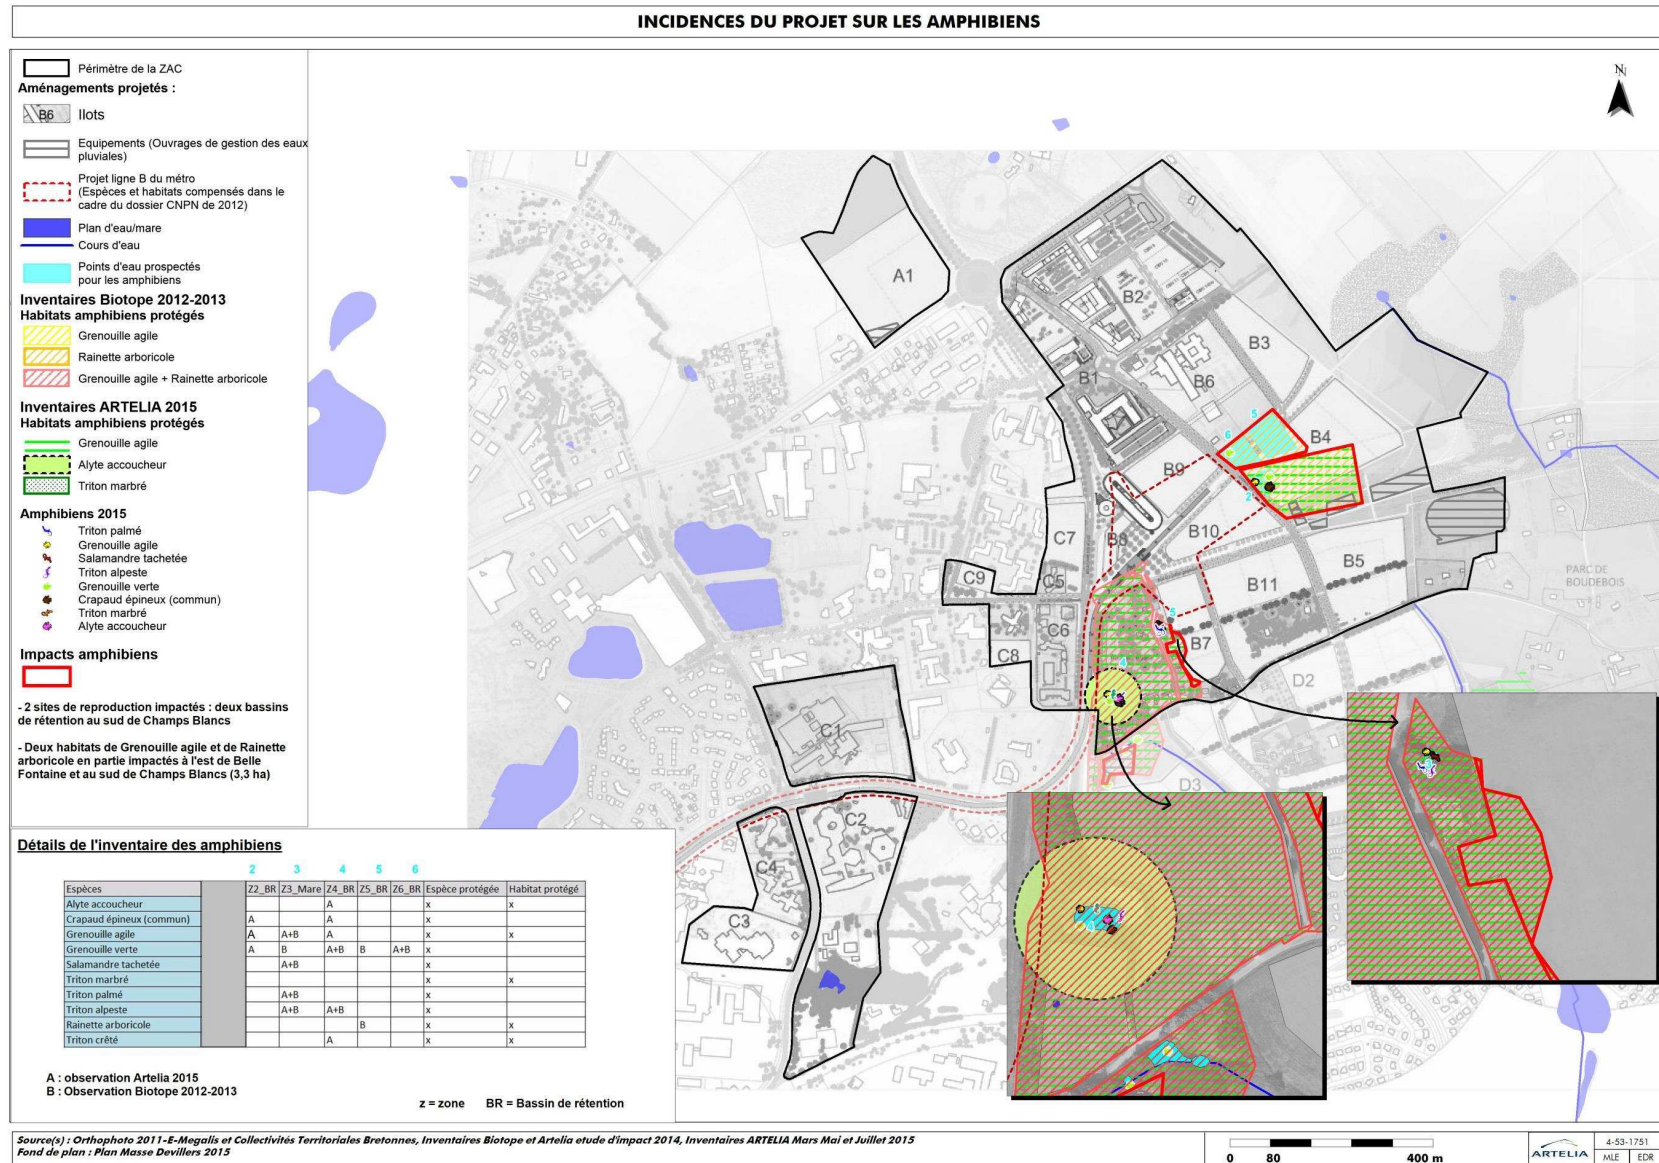 INCIDENCES DU PROJET SUR LES AMPHIBIENS
Périmètre de la ZAC
Aménagements projetés :
B6
Ilots
Equipements (Ouvrages de gestion des eaux
pluviales)
Projet ligne B du métro
(Espèces et habitats compensés dans le
cadre du dossier CNPN de 2012)
Plan d'eau/mare
Cours d'eau
Points d'eau prospectés
pour les amphibiens
Inventaires Biotope 2012-2013
Habitats amphibiens protégés
Grenouille agile
Rainette arboricole
Grenouille agile + Rainette arboricole
Inventaires ARTELIA 2015
Habitats amphibiens protégés
Grenouille agile
Alyte accoucheur
Triton marbré
Amphibiens 2015
Triton palmé
Grenouille agile
Salamandre tachetée
Triton alpeste
Grenouille verte
Crapaud épineux (commun)
Triton marbré
Alyte accoucheur
Impacts amphibiens
- 2 sites de reproduction impactés : deux bassins
de rétention au sud de Champs Blancs
- Deux habitats de Grenouille agile et de Rainette
arboricole en partie impactés à l'est de Belle
Fontaine et au sud de Champs Blancs (3,3 ha)
N
A1
B2
B3
B1
B6
5
6
B4
B9
2
C7
B8
B10
B5
PARC DE
BOUDEBOIS
C9
C5
B11
5
C6
B7
C8
4
D2
C1
D3
C2
C4
C3
Détails de l'inventaire des amphibiens
2 3 4 5 6
Espèces Z2_BR Z3_Mare Z4_BR Z5_BR Z6_BR Espèce protégée Habitat protégé
Alyte accoucheur A x x
Crapaud épineux (commun) A A x
Grenouille agile A A+B A x x
Grenouille verte A B A+B B A+B x
Salamandre tachetée A+B x
Triton marbré x x
Triton palmé A+B x
Triton alpeste A+B A+B x
Rainette arboricole B x x
Triton crêté A x x
A : observation Artelia 2015
B : Observation Biotope 2012-2013
z = zone BR = Bassin de rétention
Source(s) : Orthophoto 2011-E-Megalis et Collectivités Territoriales Bretonnes, Inventaires Biotope et Artelia etude d'impact 2014, Inventaires ARTELIA Mars Mai et Juillet 2015
Fond de plan : Plan Masse Devillers 2015
0 80 400 m
ARTELIA
4-53-1751
MLE EDR